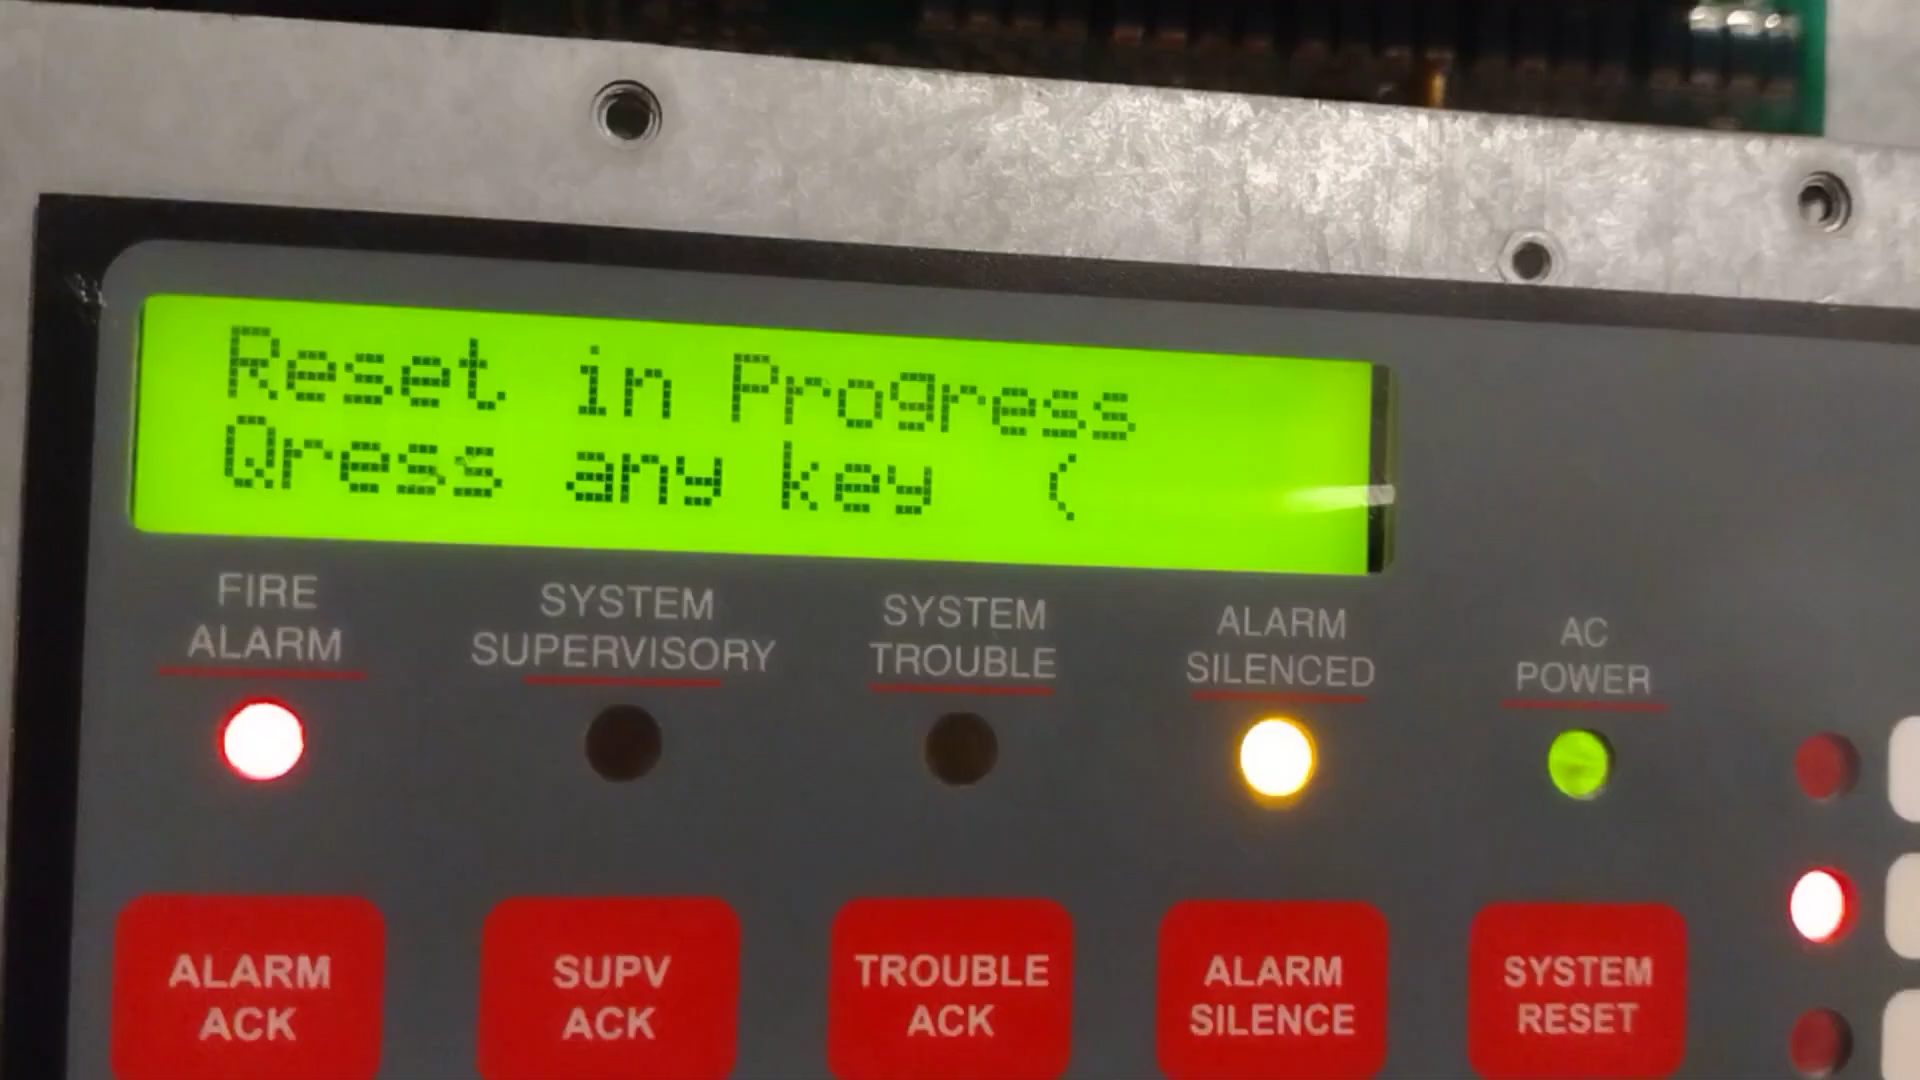 Reset in Progress
Qress any key (
FIRE
ALARM
SYSTEM
SUPERVISORY
SYSTEM
TROUBLE
ALARM
SILENCED
AC
POWER
ALARM
ACK
SUPV
ACK
TROUBLE
ACK
ALARM
SILENCE
SYSTEM
RESET